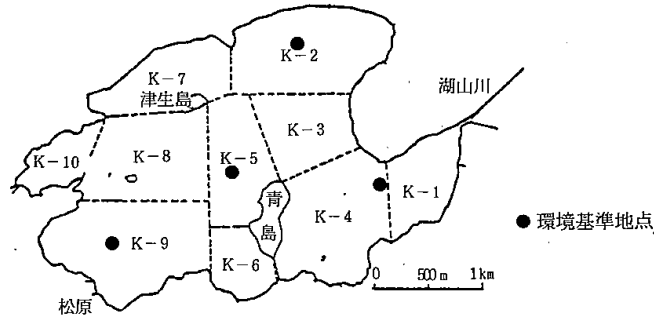 K-2
K-7
津生島
湖山川
K-3
K-10
K-8
K-5
K-1
青島
K-4
● 環境基準地点
K-9
K-6
0 500m 1km
松原